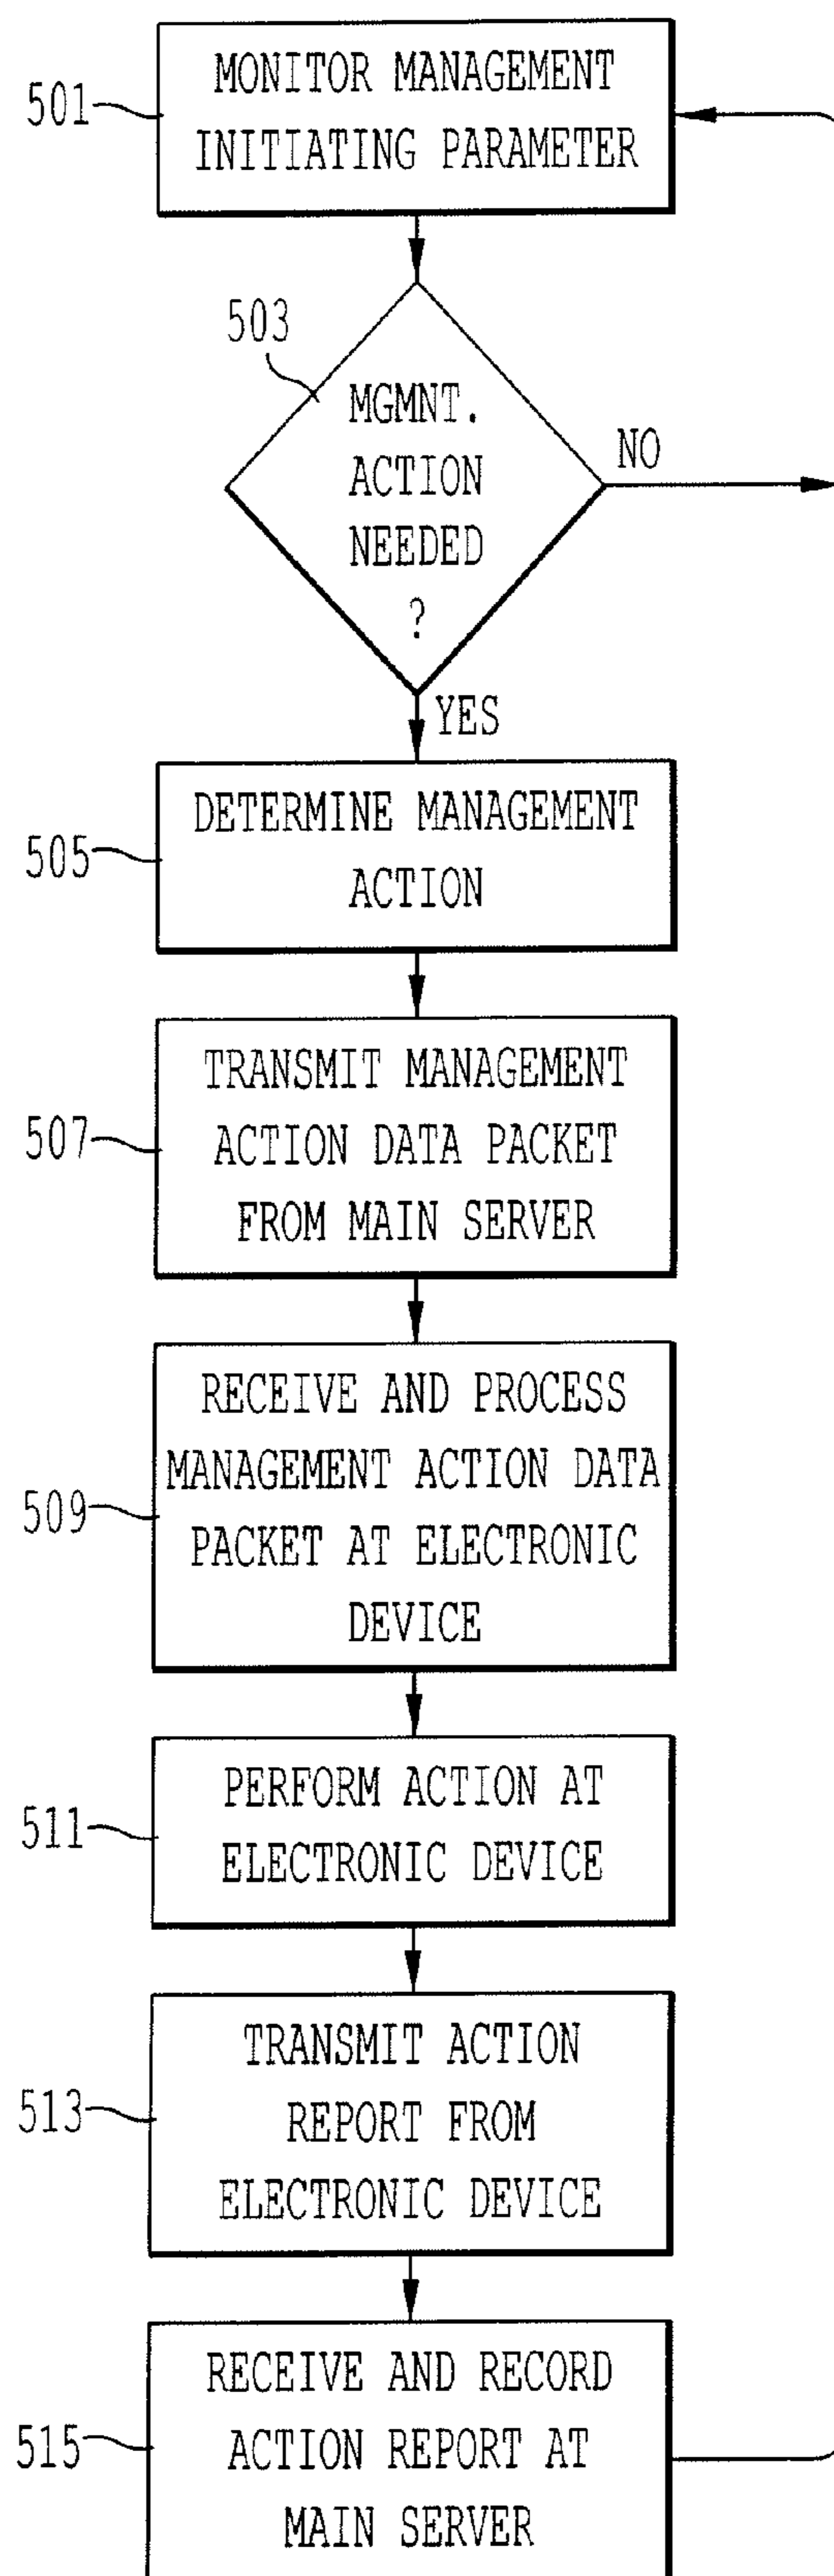 501
MONITOR MANAGEMENT
INITIATING PARAMETER
503
MGMNT.
ACTION
NEEDED
?
NO
YES
505
DETERMINE MANAGEMENT
ACTION
507
TRANSMIT MANAGEMENT
ACTION DATA PACKET
FROM MAIN SERVER
509
RECEIVE AND PROCESS
MANAGEMENT ACTION DATA
PACKET AT ELECTRONIC
DEVICE
511
PERFORM ACTION AT
ELECTRONIC DEVICE
513
TRANSMIT ACTION
REPORT FROM
ELECTRONIC DEVICE
515
RECEIVE AND RECORD
ACTION REPORT AT
MAIN SERVER